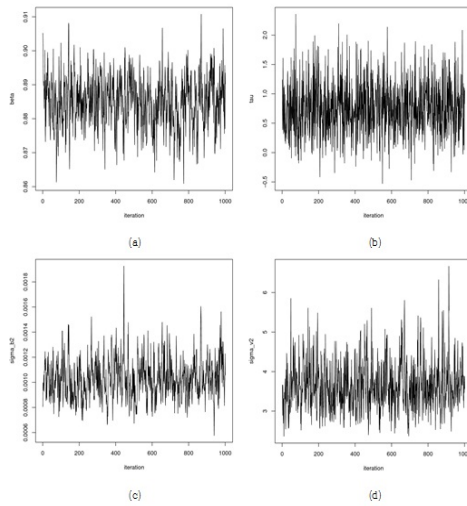 0.86 0.87 0.88 0.89 0.90 0.91
beta
0 200 400 600 800 1000
iteration
(a)
-0.5 0.0 0.5 1.0 1.5 2.0
tau
0 200 400 600 800 1000
iteration
(b)
0.0006 0.0008 0.0010 0.0012 0.0014 0.0016 0.0018
sigma_b2
0 200 400 600 800 1000
iteration
(c)
3 4 5 6
sigma_v2
0 200 400 600 800 1000
iteration
(d)